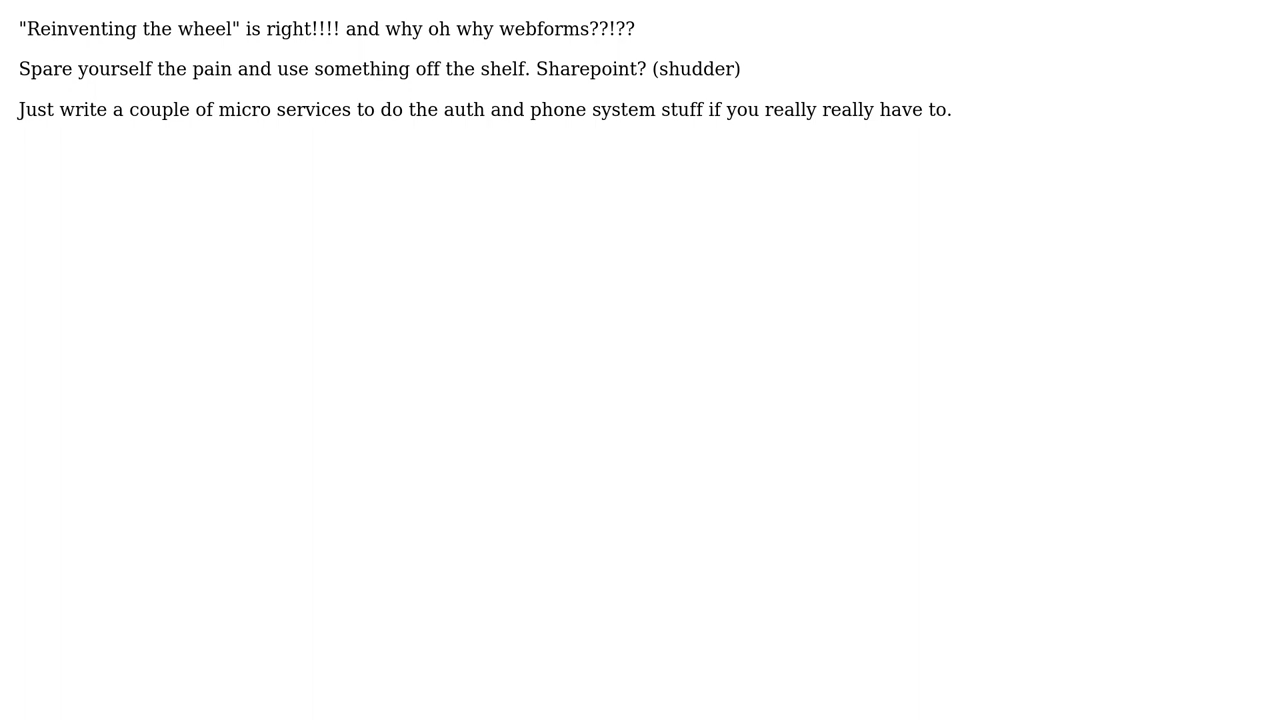 "Reinventing the wheel" is right!!!! and why oh why webforms??!??
Spare yourself the pain and use something off the shelf. Sharepoint? (shudder)
Just write a couple of micro services to do the auth and phone system stuff if you really really have to.